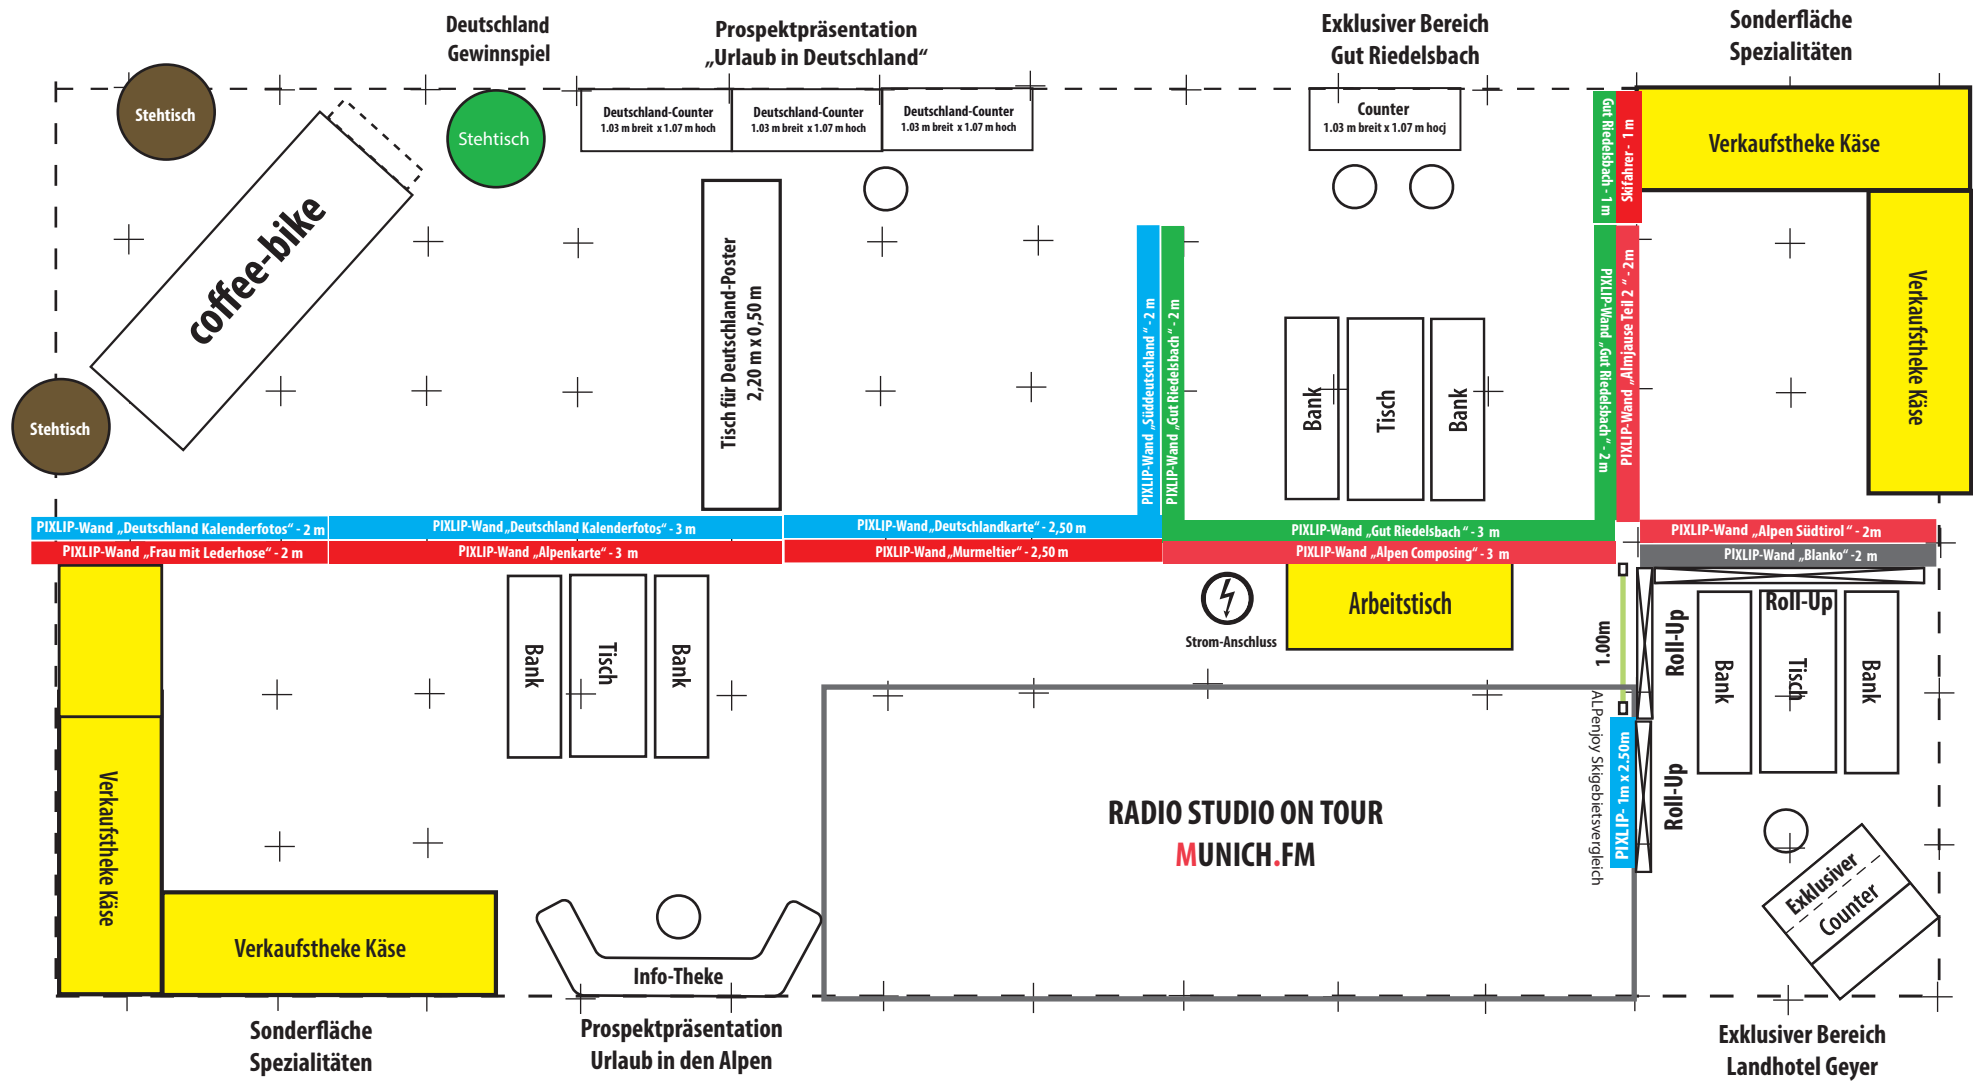 Deutschland
Gewinnspiel
Prospektpräsentation
„Urlaub in Deutschland“
Exklusiver Bereich
Gut Riedelsbach
Sonderfläche
Spezialitäten
Stehtisch
Stehtisch
Deutschland-Counter
1.03 m breit x 1.07 m hoch
Deutschland-Counter
1.03 m breit x 1.07 m hoch
Deutschland-Counter
1.03 m breit x 1.07 m hoch
Counter
1.03 m breit x 1.07 m hocj
Gut Riedelsbach - 1 m
Skifahrer - 1 m
Verkaufstheke Käse
coffee-bike
Tisch für Deutschland-Poster
2,20 m x 0,50 m
PIXLIP-Wand „Süddeutschland“ - 2 m
PIXLIP-Wand „Gut Riedelsbach“ - 2 m
Bank
Tisch
Bank
PIXLIP-Wand „Gut Riedelsbach“ - 2 m
PIXLIP-Wand „Almjause Teil 2 “ - 2m
Verkaufstheke Käse
Stehtisch
PIXLIP-Wand „Deutschland Kalenderfotos“ - 2 m
PIXLIP-Wand „Deutschland Kalenderfotos“ - 3 m
PIXLIP-Wand „Deutschlandkarte“ - 2,50 m
PIXLIP-Wand „Gut Riedelsbach“ - 3 m
PIXLIP-Wand „Alpen Südtirol“ - 2m
PIXLIP-Wand „Frau mit Lederhose“ - 2 m
PIXLIP-Wand „Alpenkarte“ - 3 m
PIXLIP-Wand „Murmeltier“ - 2,50 m
PIXLIP-Wand „Alpen Composing“ - 3 m
PIXLIP-Wand „Blanko“ -2 m
Bank
Tisch
Bank
Strom-Anschluss
Arbeitstisch
1.00m
Roll-Up
Roll-Up
Bank
Tisch
Bank
ALPenjoy Skigebietsvergleich
PIXLIP- 1m x 2.50m
Roll-Up
Verkaufstheke Käse
RADIO STUDIO ON TOUR
MUNICH.FM
Exklusiver
Counter
Verkaufstheke Käse
Info-Theke
Sonderfläche
Spezialitäten
Prospektpräsentation
Urlaub in den Alpen
Exklusiver Bereich
Landhotel Geyer